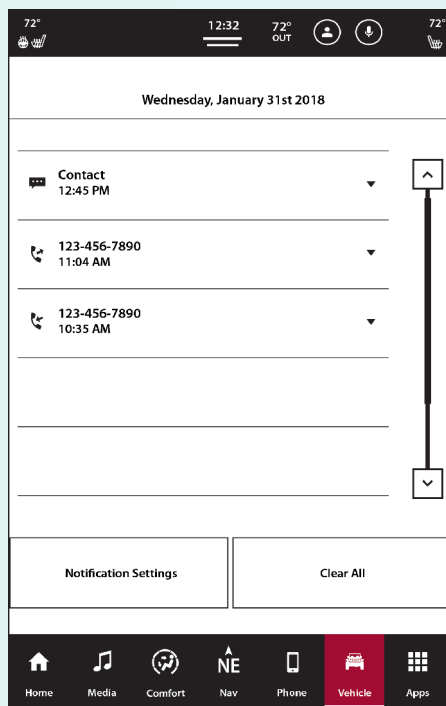 72°
12:32
72°
OUT
72°
Wednesday, January 31st 2018
Contact
12:45 PM
123-456-7890
11:04 AM
123-456-7890
10:35 AM
Notification Settings
Clear All
NE
Home
Media
Comfort
Nav
Phone
Vehicle
Apps